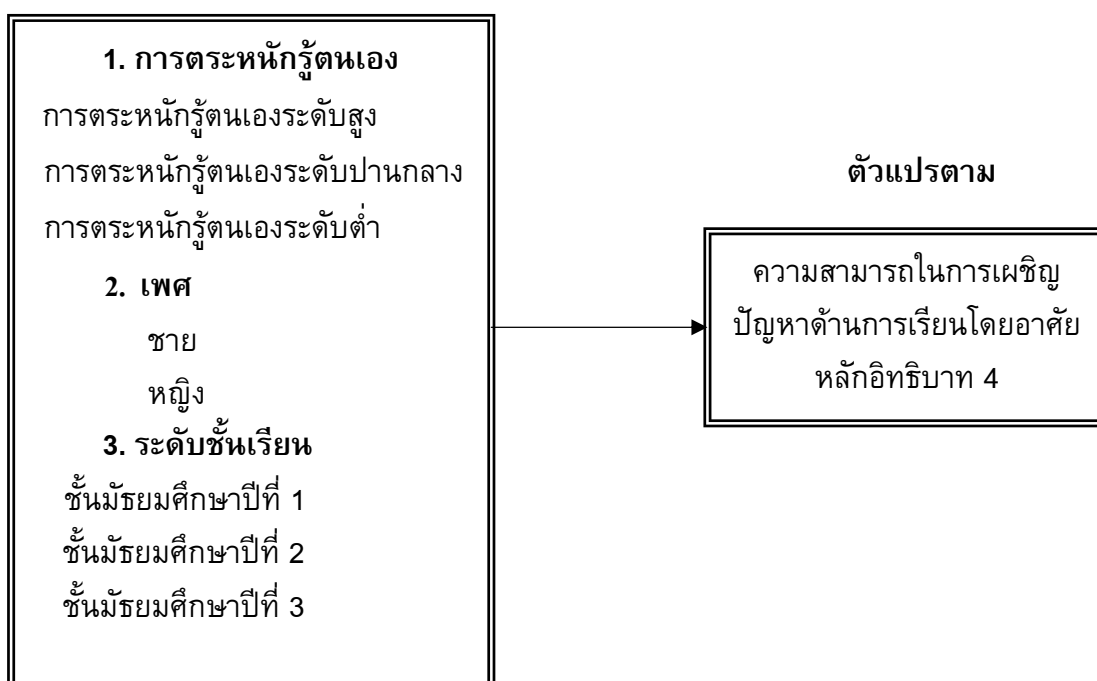 1. การตระหนักรู้ตนเอง
การตระหนักรู้ตนเองระดับสูง
การตระหนักรู้ตนเองระดับปานกลาง
การตระหนักรู้ตนเองระดับต่ำ
2. เพศ
ชาย
หญิง
3. ระดับชั้นเรียน
ชั้นมัธยมศึกษาปีที่ 1
ชั้นมัธยมศึกษาปีที่ 2
ชั้นมัธยมศึกษาปีที่ 3
ตัวแปรตาม
ความสามารถในการเผชิญ
ปัญหาด้านการเรียนโดยอาศัย
หลักอิทธิบาท 4